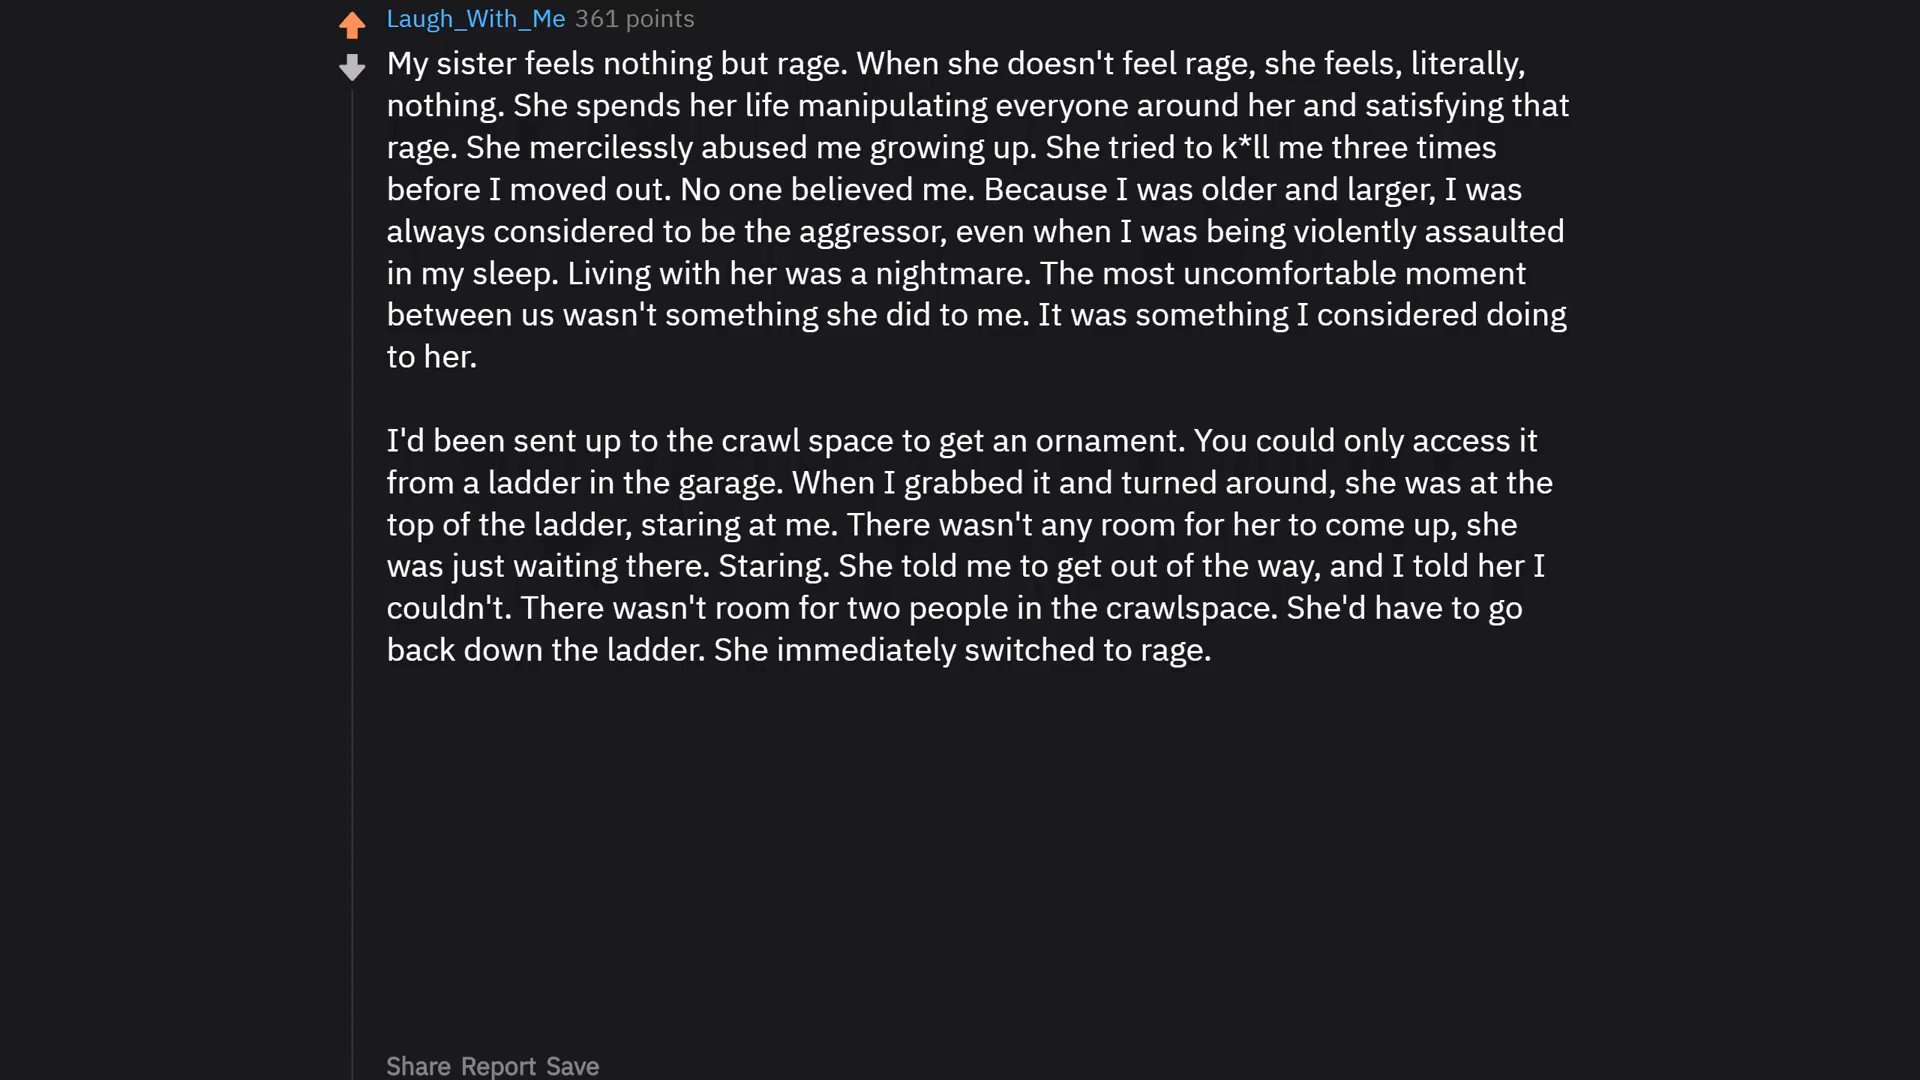 Laugh_With_Me 361 points
My sister feels nothing but rage. When she doesn't feel rage, she feels, literally,
nothing. She spends her life manipulating everyone around her and satisfying that
rage. She mercilessly abused me growing up. She tried to k*ll me three times
before I moved out. No one believed me. Because I was older and larger, I was
always considered to be the aggressor, even when I was being violently assaulted
in my sleep. Living with her was a nightmare. The most uncomfortable moment
between us wasn't something she did to me. It was something I considered doing
to her.
I'd been sent up to the crawl space to get an ornament. You could only access it
from a ladder in the garage. When I grabbed it and turned around, she was at the
top of the ladder, staring at me. There wasn't any room for her to come up, she
was just waiting there. Staring. She told me to get out of the way, and I told her I
couldn't. There wasn't room for two people in the crawlspace. She'd have to go
back down the ladder. She immediately switched to rage.
Share Report Save